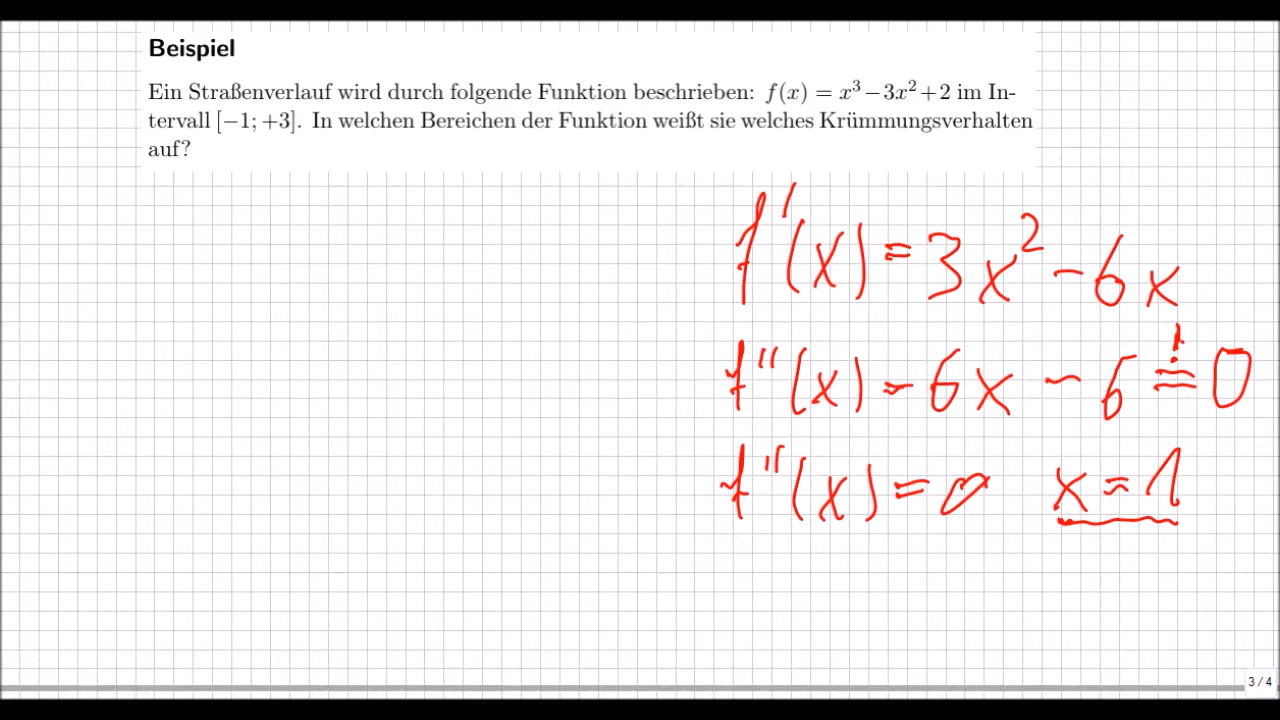 Beispiel
Ein Straßenverlauf wird durch folgende Funktion beschrieben: f(x) = x³ − 3x² + 2 im In-
tervall [−1; +3]. In welchen Bereichen der Funktion weißt sie welches Krümmungsverhalten
auf?
f'(x) = 3x² − 6x
f''(x) = 6x − 6 =! 0
f''(x) = 0 x = 1
3 / 4